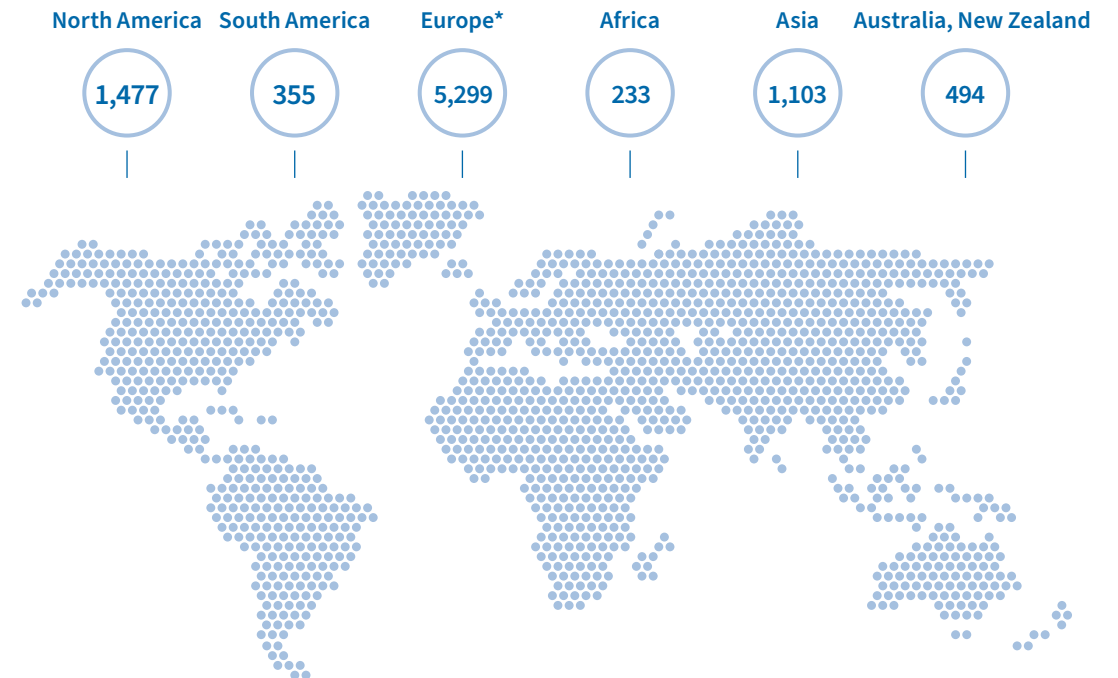 North America South America Europe* Africa Asia Australia, New Zealand
1,477 355 5,299 233 1,103 494